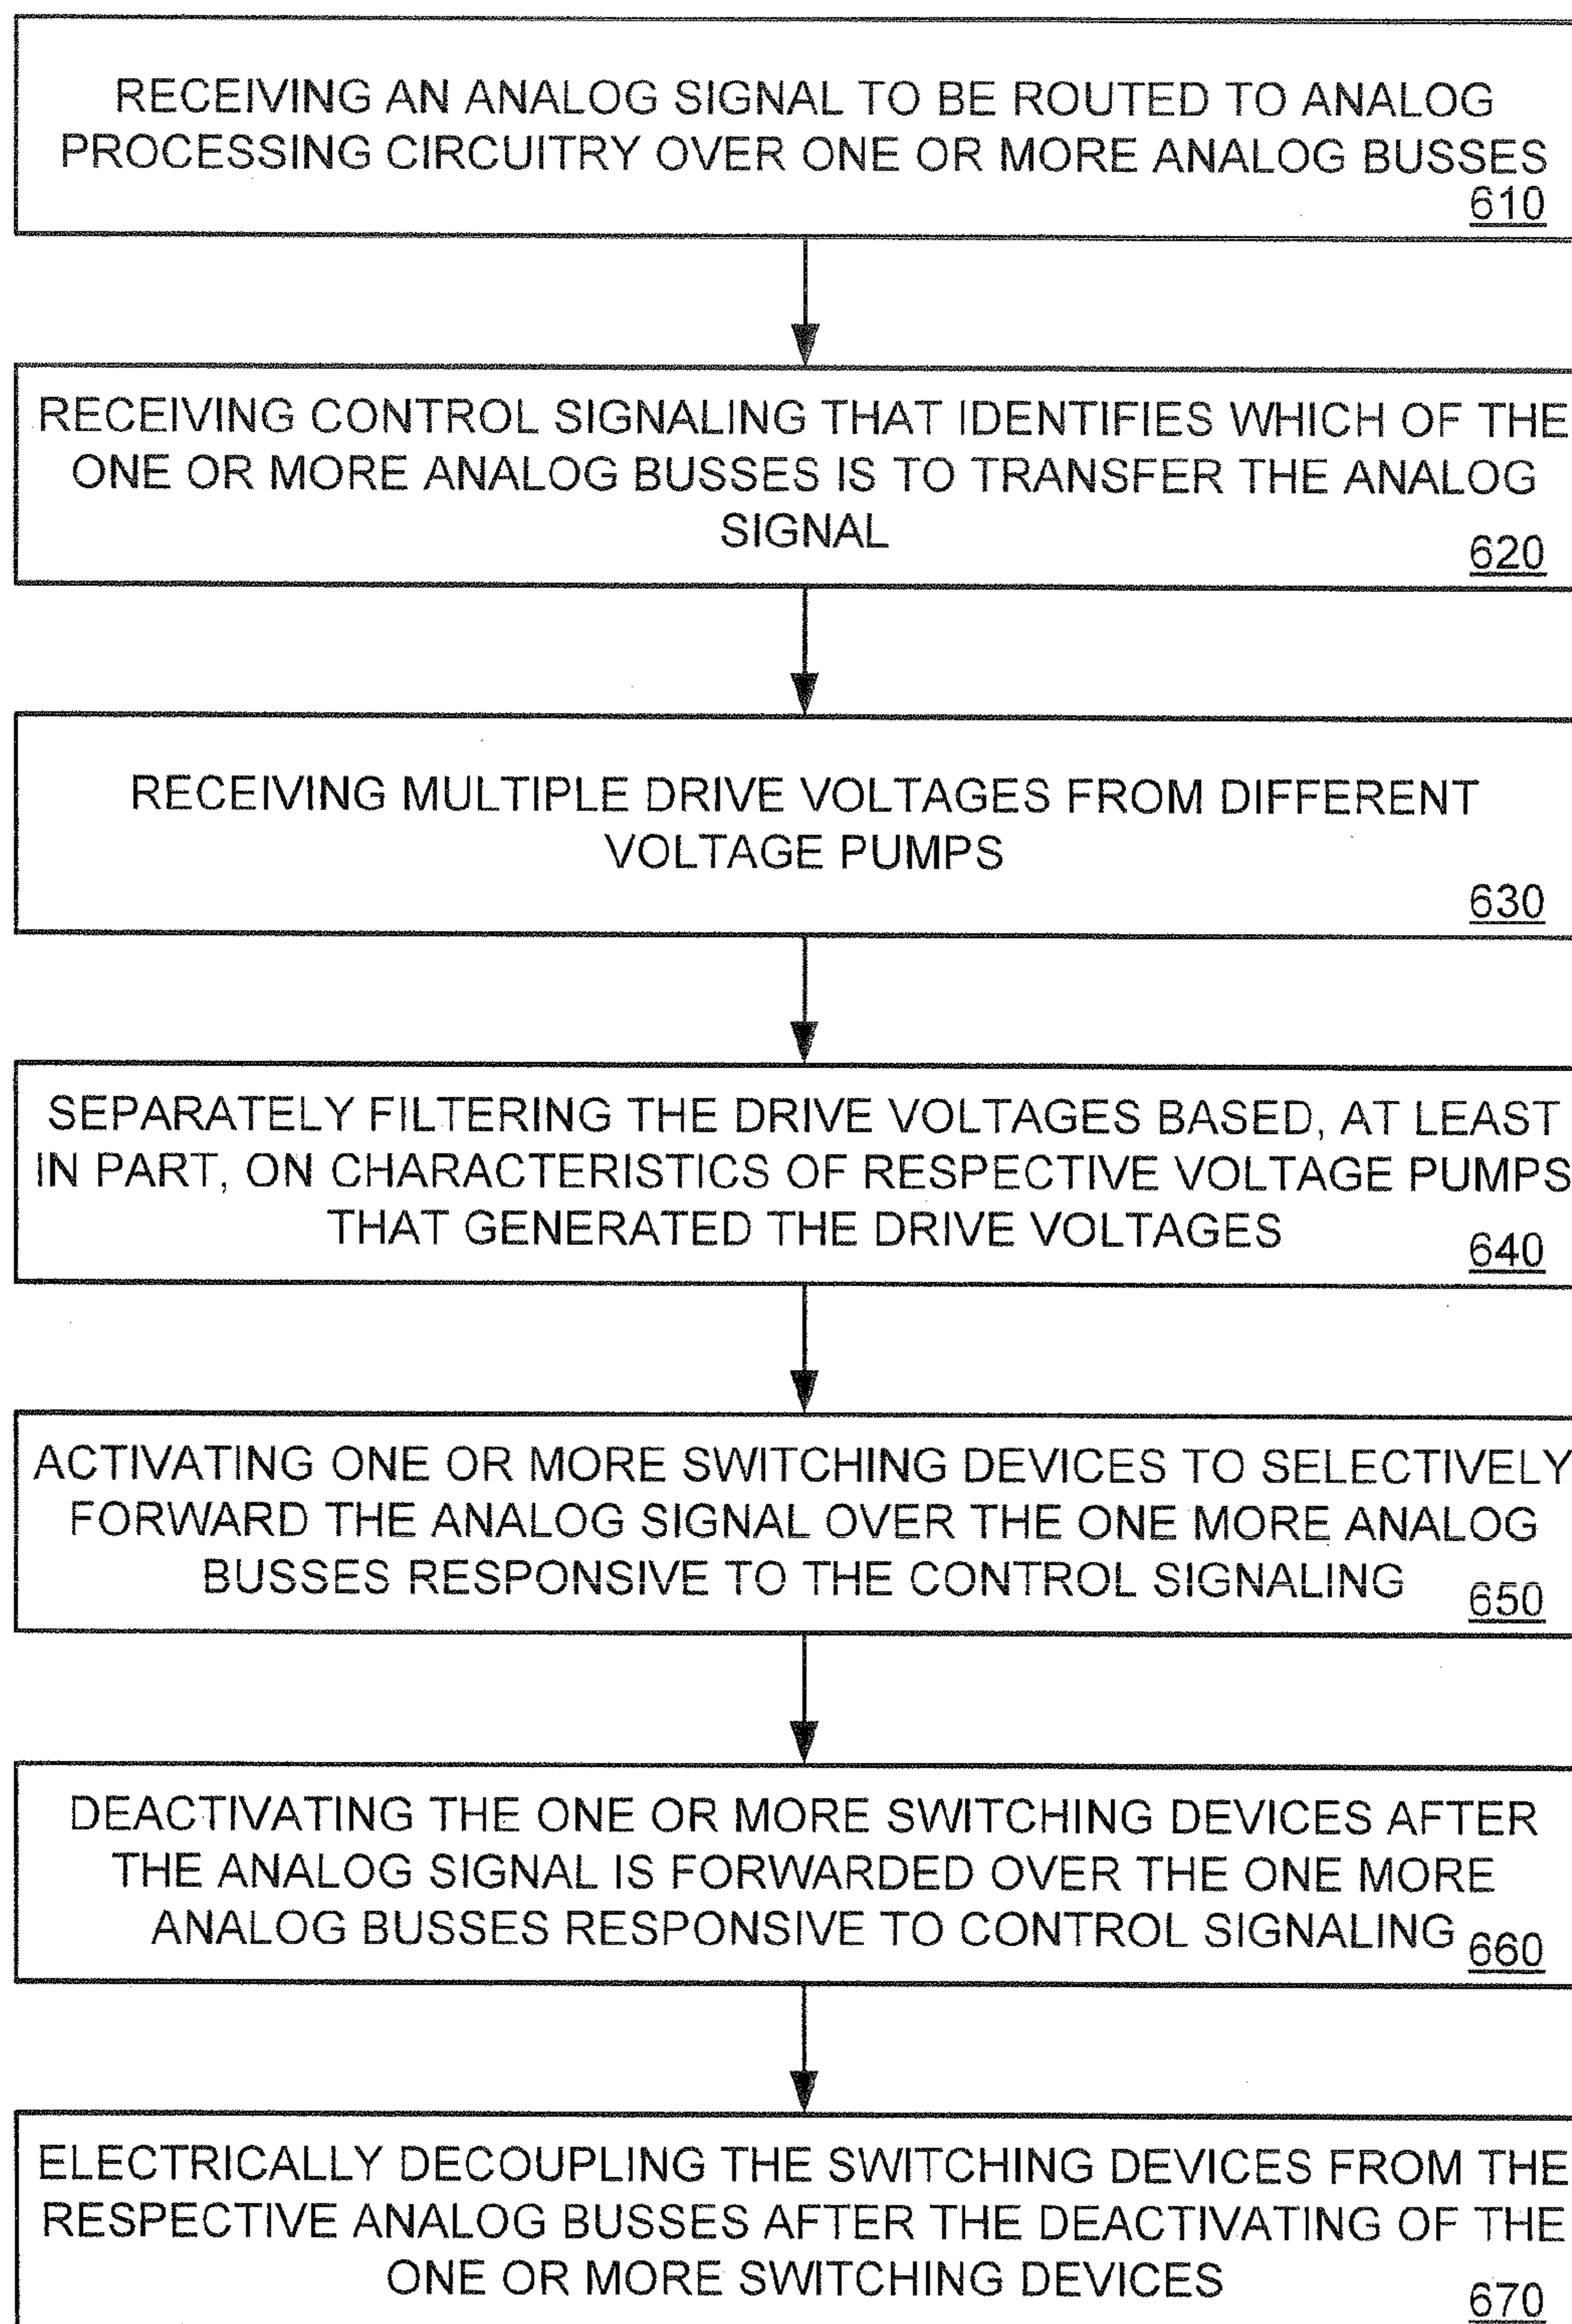 RECEIVING AN ANALOG SIGNAL TO BE ROUTED TO ANALOG
PROCESSING CIRCUITRY OVER ONE OR MORE ANALOG BUSSES
610
RECEIVING CONTROL SIGNALING THAT IDENTIFIES WHICH OF THE
ONE OR MORE ANALOG BUSSES IS TO TRANSFER THE ANALOG
SIGNAL
620
RECEIVING MULTIPLE DRIVE VOLTAGES FROM DIFFERENT
VOLTAGE PUMPS
630
SEPARATELY FILTERING THE DRIVE VOLTAGES BASED, AT LEAST
IN PART, ON CHARACTERISTICS OF RESPECTIVE VOLTAGE PUMPS
THAT GENERATED THE DRIVE VOLTAGES
640
ACTIVATING ONE OR MORE SWITCHING DEVICES TO SELECTIVELY
FORWARD THE ANALOG SIGNAL OVER THE ONE MORE ANALOG
BUSSES RESPONSIVE TO THE CONTROL SIGNALING
650
DEACTIVATING THE ONE OR MORE SWITCHING DEVICES AFTER
THE ANALOG SIGNAL IS FORWARDED OVER THE ONE MORE
ANALOG BUSSES RESPONSIVE TO CONTROL SIGNALING
660
ELECTRICALLY DECOUPLING THE SWITCHING DEVICES FROM THE
RESPECTIVE ANALOG BUSSES AFTER THE DEACTIVATING OF THE
ONE OR MORE SWITCHING DEVICES
670